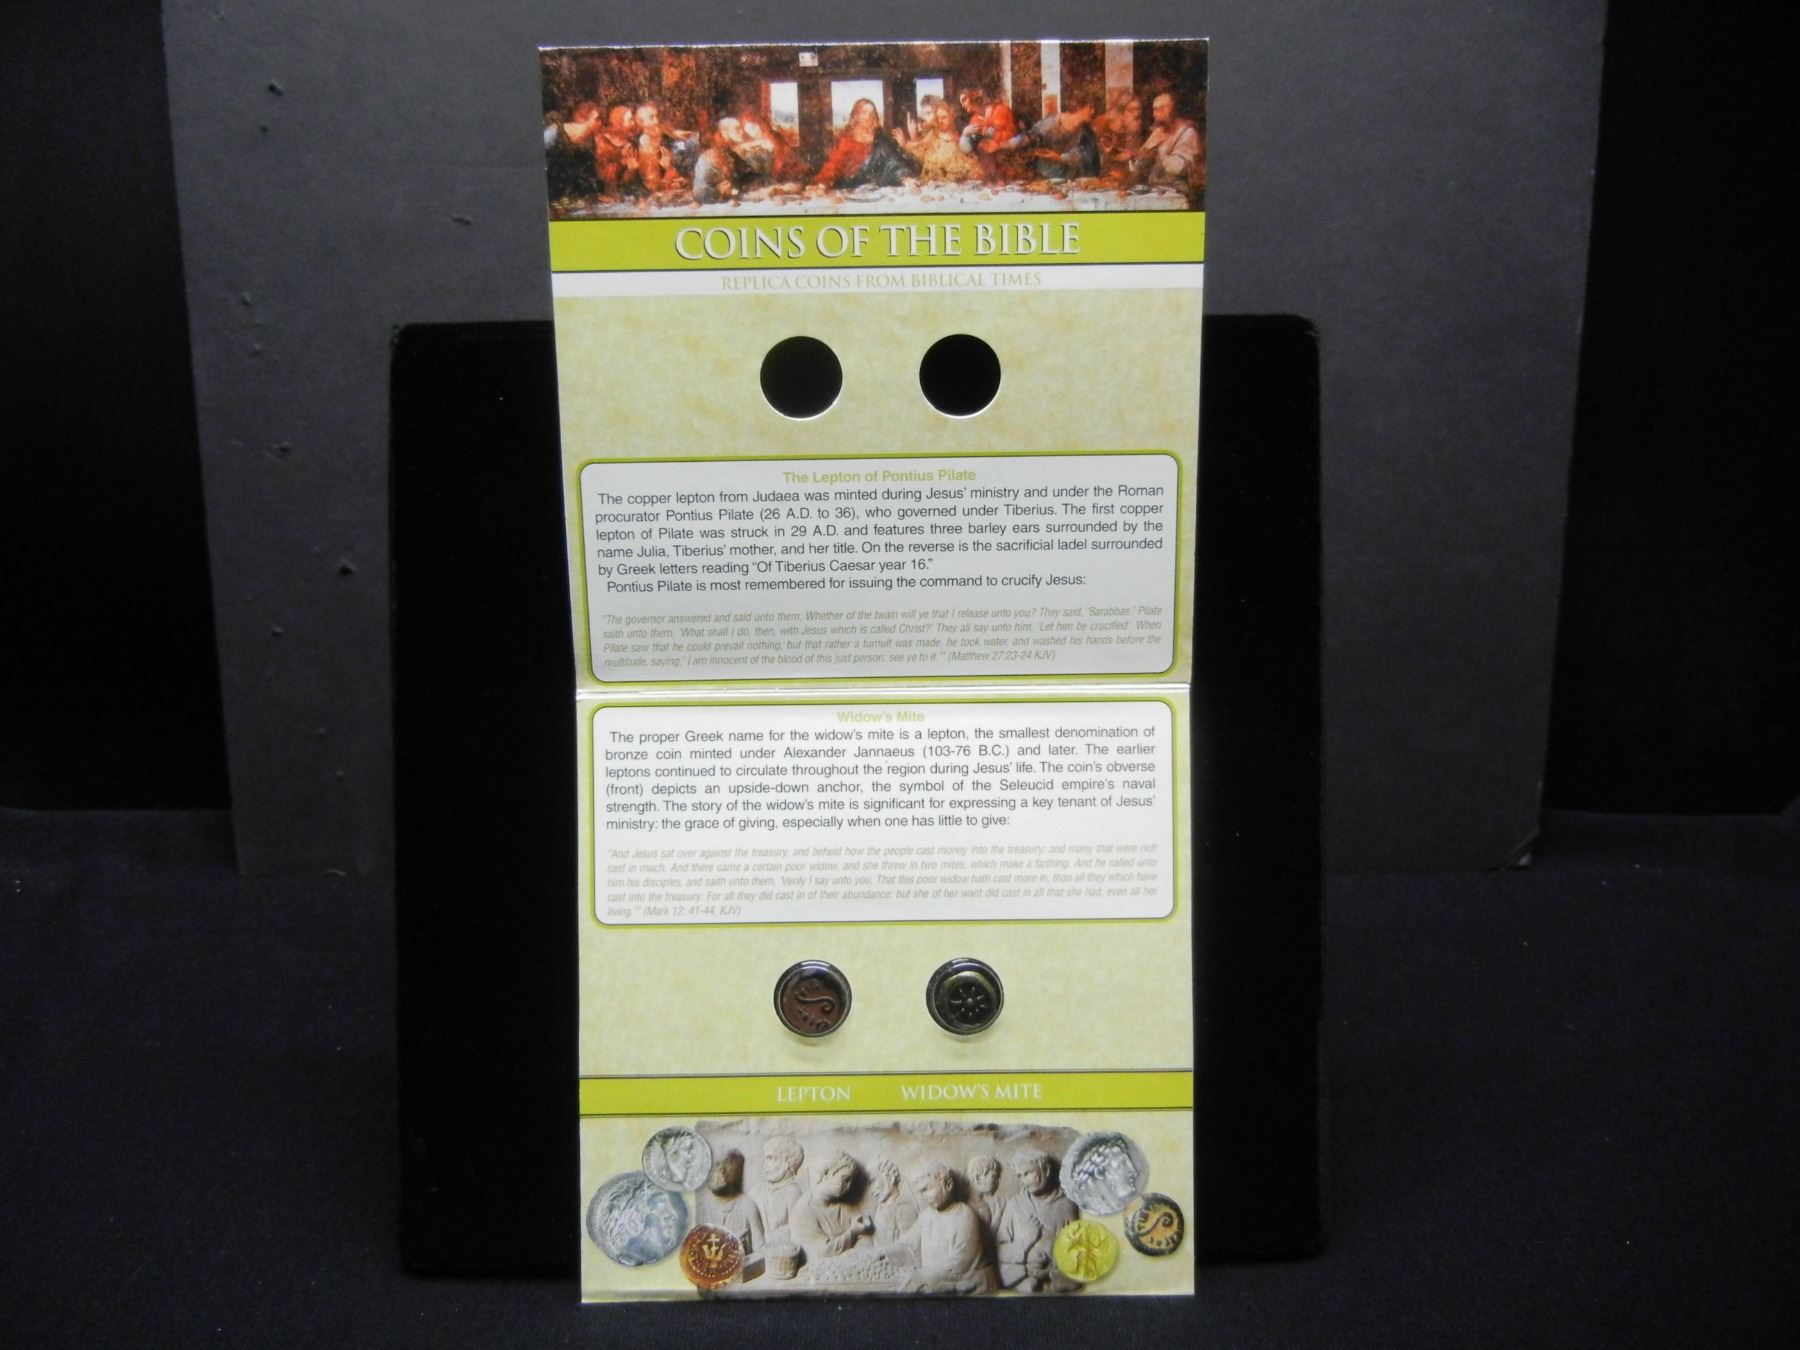 COINS OF THE BIBLE
REPLICA COINS FROM BIBLICAL TIMES
The Lepton of Pontius Pilate
The copper lepton from Judaea was minted during Jesus' ministry and under the Roman
procurator Pontius Pilate (26 A.D. to 36), who governed under Tiberius. The first copper
lepton of Pilate was struck in 29 A.D. and features three barley ears surrounded by the
name Julia, Tiberius' mother, and her title. On the reverse is the sacrificial ladel surrounded
by Greek letters reading "Of Tiberius Caesar year 16."
Pontius Pilate is most remembered for issuing the command to crucify Jesus:
"The governor answered and said unto them, Whether of the twain will ye that I release unto you? They said, 'Barabbas.' Pilate
saith unto them, 'What shall I do, then, with Jesus which is called Christ?' They all say unto him, 'Let him be crucified'. When
Pilate saw that he could prevail nothing, but that rather a tumult was made, he took water, and washed his hands before the
multitude, saying,' I am innocent of the blood of this just person: see ye to it.'" (Matthew 27:23-24 KJV)
Widow's Mite
The proper Greek name for the widow's mite is a lepton, the smallest denomination of
bronze coin minted under Alexander Jannaeus (103-76 B.C.) and later. The earlier
leptons continued to circulate throughout the region during Jesus' life. The coin's obverse
(front) depicts an upside-down anchor, the symbol of the Seleucid empire's naval
strength. The story of the widow's mite is significant for expressing a key tenant of Jesus'
ministry: the grace of giving, especially when one has little to give:
"And Jesus sat over against the treasury, and beheld how the people cast money into the treasury: and many that were rich
cast in much. And there came a certain poor widow, and she threw in two mites, which make a farthing. And he called unto
him his disciples, and saith unto them, 'Verily I say unto you, That this poor widow hath cast more in, than all they which have
cast into the treasury: For all they did cast in of their abundance; but she of her want did cast in all that she had, even all her
living.'" (Mark 12: 41-44, KJV)
LEPTON WIDOW'S MITE